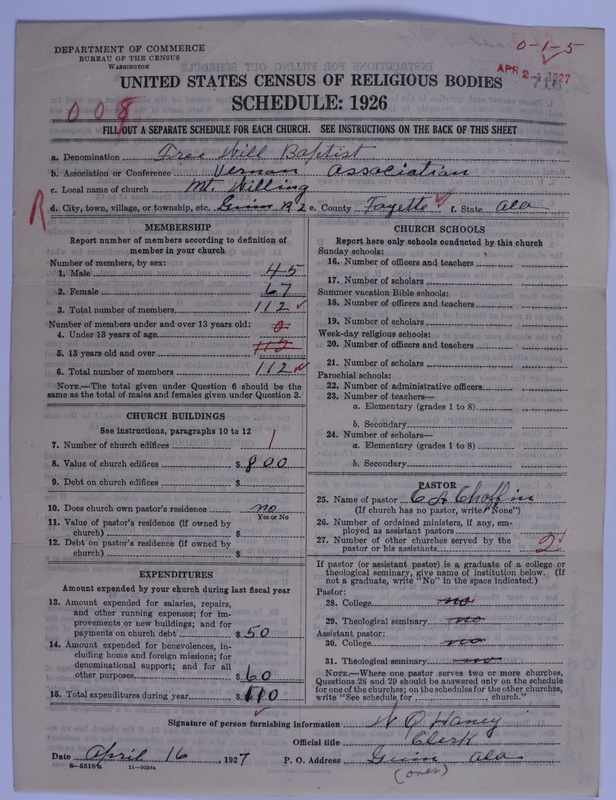 0-1-5
DEPARTMENT OF COMMERCE
BUREAU OF THE CENSUS
WASHINGTON
APR 2 1927
716
UNITED STATES CENSUS OF RELIGIOUS BODIES
SCHEDULE: 1926
008
FILL OUT A SEPARATE SCHEDULE FOR EACH CHURCH. SEE INSTRUCTIONS ON THE BACK OF THIS SHEET
a. Denomination Free Will Baptist
b. Association or Conference Vernon Association
c. Local name of church Mt. Willing
d. City, town, village, or township, etc. Guin R 2 e. County Fayette f. State Ala
MEMBERSHIP
Report number of members according to definition of
member in your church
Number of members, by sex:
1. Male 45
2. Female 67
3. Total number of members 112
Number of members under and over 13 years old:
4. Under 13 years of age 0
5. 13 years old and over 112
6. Total number of members 112
NOTE.—The total given under Question 6 should be the
same as the total of males and females given under Question 3.
CHURCH BUILDINGS
See instructions, paragraphs 10 to 12
7. Number of church edifices 1
8. Value of church edifices $ 800
9. Debt on church edifices $
10. Does church own pastor's residence no
Yes or No
11. Value of pastor's residence (if owned by
church) $
12. Debt on pastor's residence (if owned by
church) $
EXPENDITURES
Amount expended by your church during last fiscal year
13. Amount expended for salaries, repairs,
and other running expenses; for im-
provements or new buildings; and for
payments on church debt $ 50
14. Amount expended for benevolences, in-
cluding home and foreign missions; for
denominational support; and for all
other purposes $ 60
15. Total expenditures during year $ 110
CHURCH SCHOOLS
Report here only schools conducted by this church
Sunday schools:
16. Number of officers and teachers
17. Number of scholars
Summer vacation Bible schools:
18. Number of officers and teachers
19. Number of scholars
Week-day religious schools:
20. Number of officers and teachers
21. Number of scholars
Parochial schools:
22. Number of administrative officers
23. Number of teachers—
a. Elementary (grades 1 to 8)
b. Secondary
24. Number of scholars—
a. Elementary (grades 1 to 8)
b. Secondary
PASTOR
25. Name of pastor C A Chaffin
(If church has no pastor, write "None")
26. Number of ordained ministers, if any, em-
ployed as assistant pastors
27. Number of other churches served by the
pastor or his assistants 2
If pastor (or assistant pastor) is a graduate of a college or
theological seminary, give name of institution below. (If
not a graduate, write "No" in the space indicated:)
Pastor:
28. College no
29. Theological seminary no
Assistant pastor:
30. College no
31. Theological seminary no
NOTE.—Where one pastor serves two or more churches,
Questions 28 and 29 should be answered only on the schedule
for one of the churches; on the schedules for the other churches,
write "See schedule for church."
Signature of person furnishing information Haney
Official title Clerk
Date April 16, 1927 P. O. Address Guin Ala
8-5518 b 11-9024a
(over)